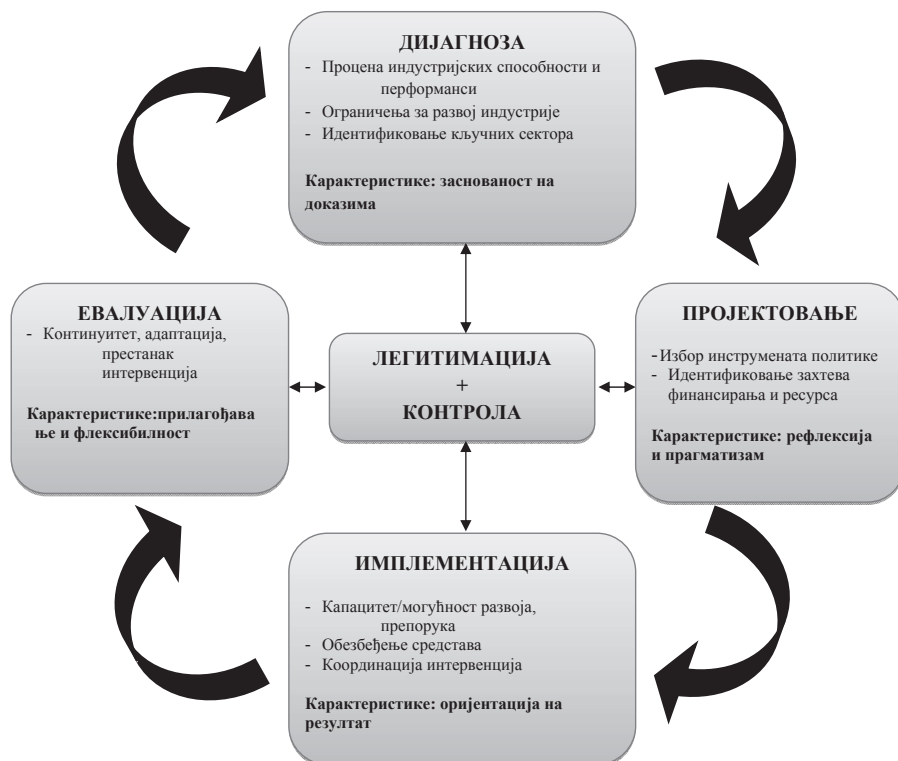 ДИЈАГНОЗА
- Процена индустријских способности и
перформанси
- Ограничења за развој индустрије
- Идентификовање кључних сектора
Карактеристике: заснованост на
доказима
ЕВАЛУАЦИЈА
- Континуитет, адаптација,
престанак
интервенција
Карактеристике:прилагођава
ње и флексибилност
ЛЕГИТИМАЦИЈА
+
КОНТРОЛА
ПРОЈЕКТОВАЊЕ
-Избор инструмената политике
- Идентификовање захтева
финансирања и ресурса
Карактеристике: рефлексија
и прагматизам
ИМПЛЕМЕНТАЦИЈА
- Капацитет/могућност развоја,
препорука
- Обезбеђење средстава
- Координација интервенција
Карактеристике: оријентација на
резултат